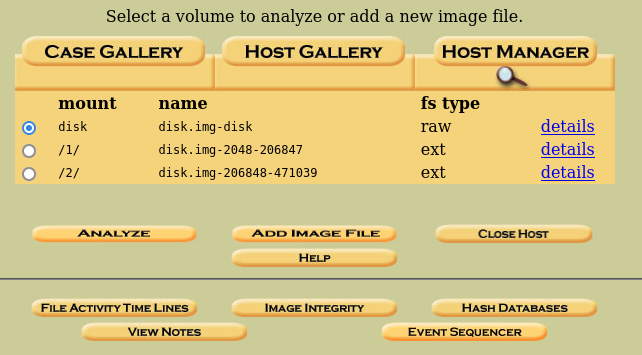 Select a volume to analyze or add a new image file.
CASE GALLERY HOST GALLERY HOST MANAGER
mount name fs type
disk disk.img-disk raw details
/1/ disk.img-2048-206847 ext details
/2/ disk.img-206848-471039 ext details
ANALYZE ADD IMAGE FILE CLOSE HOST
HELP
FILE ACTIVITY TIME LINES IMAGE INTEGRITY HASH DATABASES
VIEW NOTES EVENT SEQUENCER